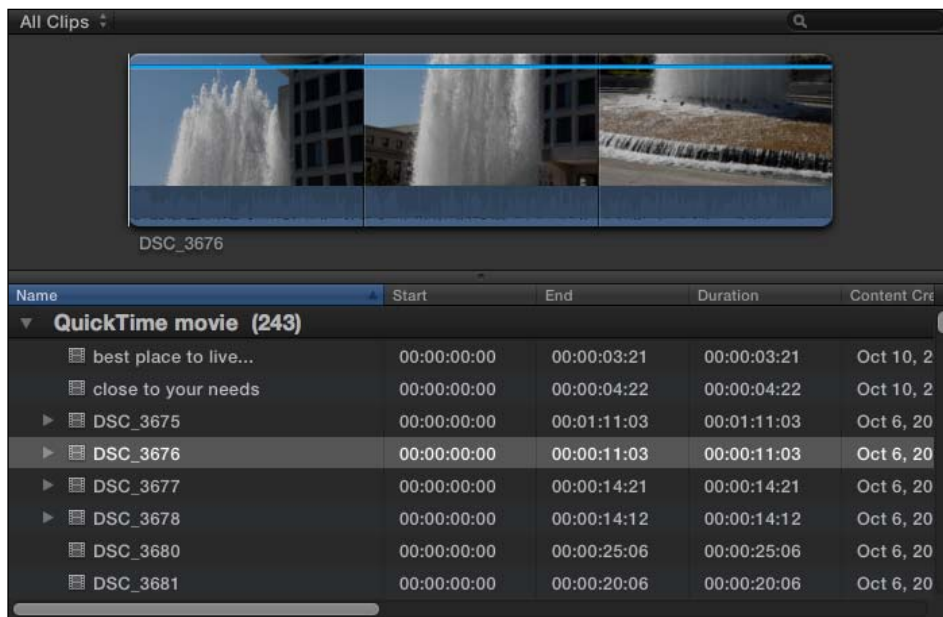 All Clips
DSC_3676
Name Start End Duration Content Cre
QuickTime movie (243)
best place to live... 00:00:00:00 00:00:03:21 00:00:03:21 Oct 10, 2
close to your needs 00:00:00:00 00:00:04:22 00:00:04:22 Oct 10, 2
DSC_3675 00:00:00:00 00:01:11:03 00:01:11:03 Oct 6, 20
DSC_3676 00:00:00:00 00:00:11:03 00:00:11:03 Oct 6, 20
DSC_3677 00:00:00:00 00:00:14:21 00:00:14:21 Oct 6, 20
DSC_3678 00:00:00:00 00:00:14:12 00:00:14:12 Oct 6, 20
DSC_3680 00:00:00:00 00:00:25:06 00:00:25:06 Oct 6, 20
DSC_3681 00:00:00:00 00:00:20:06 00:00:20:06 Oct 6, 20